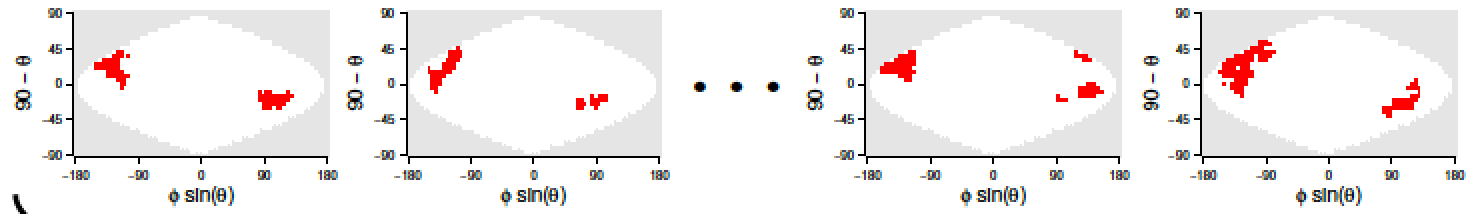 90 90 90 90
45 45 45 45
90 − θ 0 90 − θ 0 • • • 90 − θ 0 90 − θ 0
−45 −45 −45 −45
−90 −90 −90 −90
−180 −90 0 90 180 −180 −90 0 90 180 −180 −90 0 90 180 −180 −90 0 90 180
ϕ sin(θ) ϕ sin(θ) ϕ sin(θ) ϕ sin(θ)